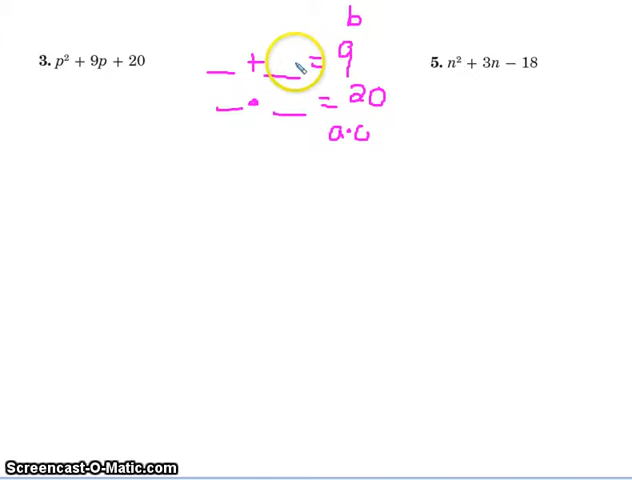 3. p² + 9p + 20
b
_ + _ = 9
_ · _ = 20
a·c
5. n² + 3n − 18
Screencast-O-Matic.com